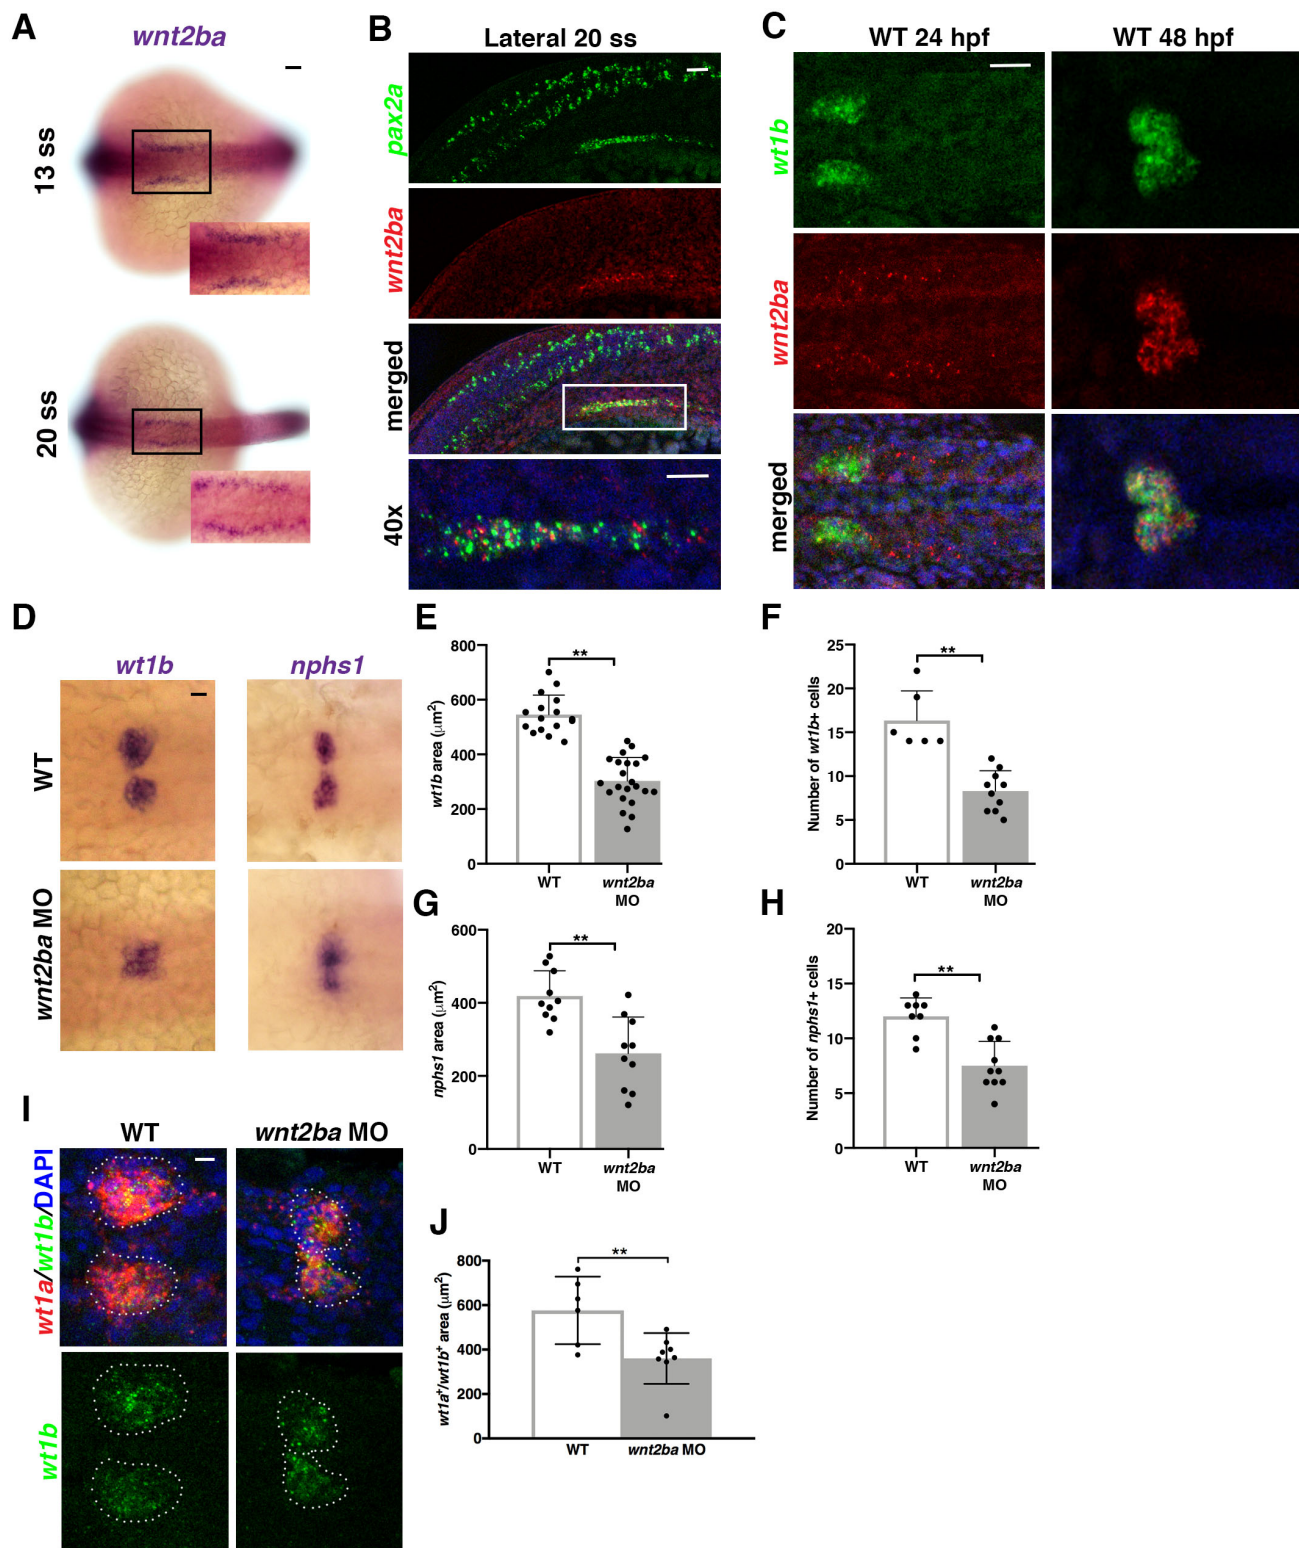 A
wnt2ba
13 ss
20 ss
B
Lateral 20 ss
pax2a
wnt2ba
merged
40x
C
WT 24 hpf
WT 48 hpf
wt1b
wnt2ba
merged
D
wt1b
nphs1
WT
wnt2ba MO
E
wt1b area (μm²)
800
600
400
200
0
**
WT
wnt2ba
MO
F
Number of wt1b+ cells
25
20
15
10
5
0
**
WT
wnt2ba
MO
G
nphs1 area (μm²)
600
400
200
0
**
WT
wnt2ba
MO
H
Number of nphs1+ cells
20
15
10
5
0
**
WT
wnt2ba
MO
I
WT
wnt2ba MO
wt1a/wt1b/DAPI
wt1b
J
wt1a⁺/wt1b⁺ area (μm²)
800
600
400
200
0
**
WT
wnt2ba MO